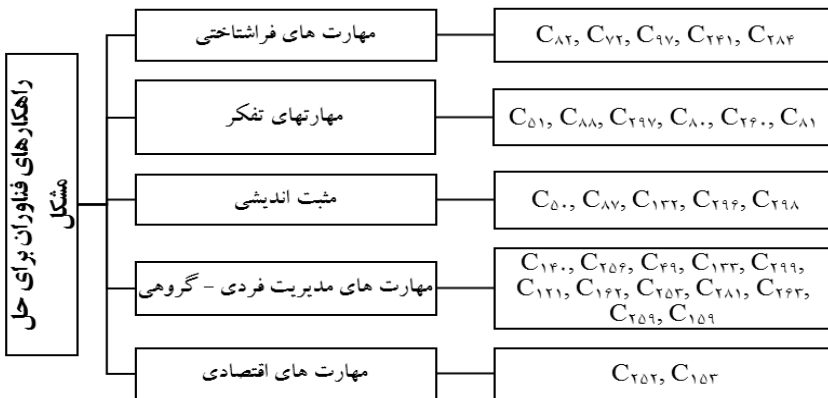 راهکارهای فناوران برای حل
مشکل
مهارت های فراشتاختی
C۸۲, C۷۲, C۹۷, C۲۴۱, C۲۸۴
مهارتهای تفکر
C۵۱, C۸۸, C۲۹۷, C۸۰, C۲۶۰, C۸۱
مثبت اندیشی
C۵۰, C۸۷, C۱۳۲, C۲۹۶, C۲۹۸
مهارت های مدیریت فردی - گروهی
C۱۴۰, C۲۵۶, C۴۹, C۱۳۳, C۲۹۹,
C۱۲۱, C۱۶۲, C۲۵۳, C۲۸۱, C۲۶۳,
C۲۵۹, C۱۵۹
مهارت های اقتصادی
C۲۵۲, C۱۵۳